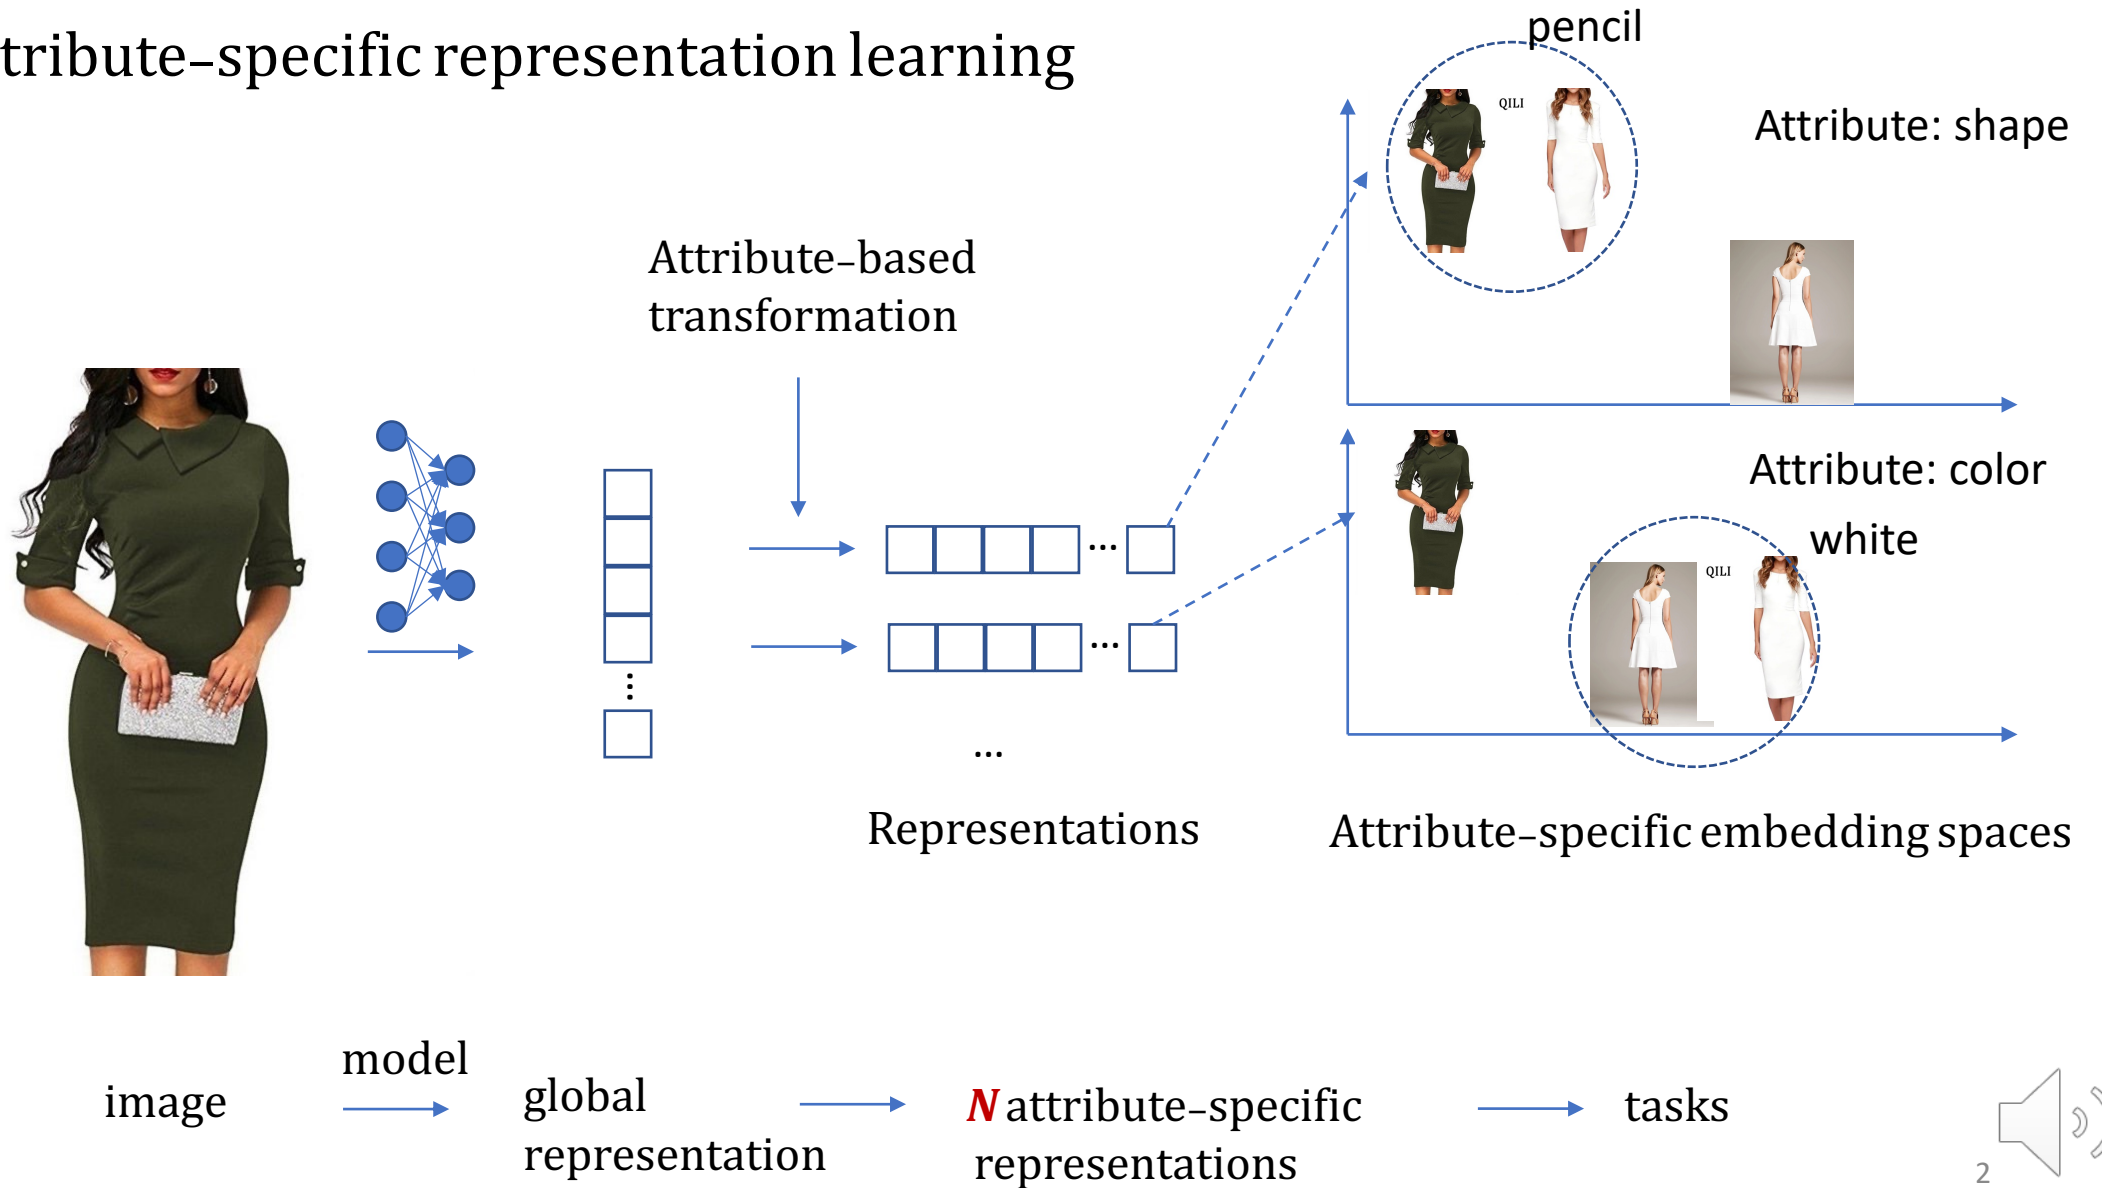 tribute-specific representation learning
pencil
QILI
Attribute: shape
Attribute-based
transformation
Attribute: color
white
QILI
...
...
...
...
Representations
Attribute-specific embedding spaces
model
image
global
representation
N attribute-specific
representations
tasks
2